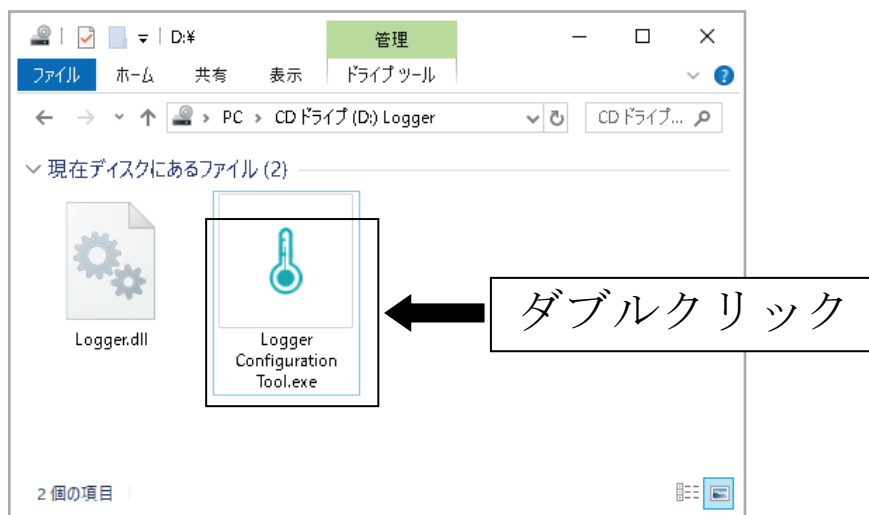 D:¥
管理
ファイル ホーム 共有 表示 ドライブ ツール
PC > CD ドライブ (D:) Logger
CD ドライブ...
現在ディスクにあるファイル (2)
Logger.dll
Logger
Configuration
Tool.exe
ダブルクリック
2 個の項目